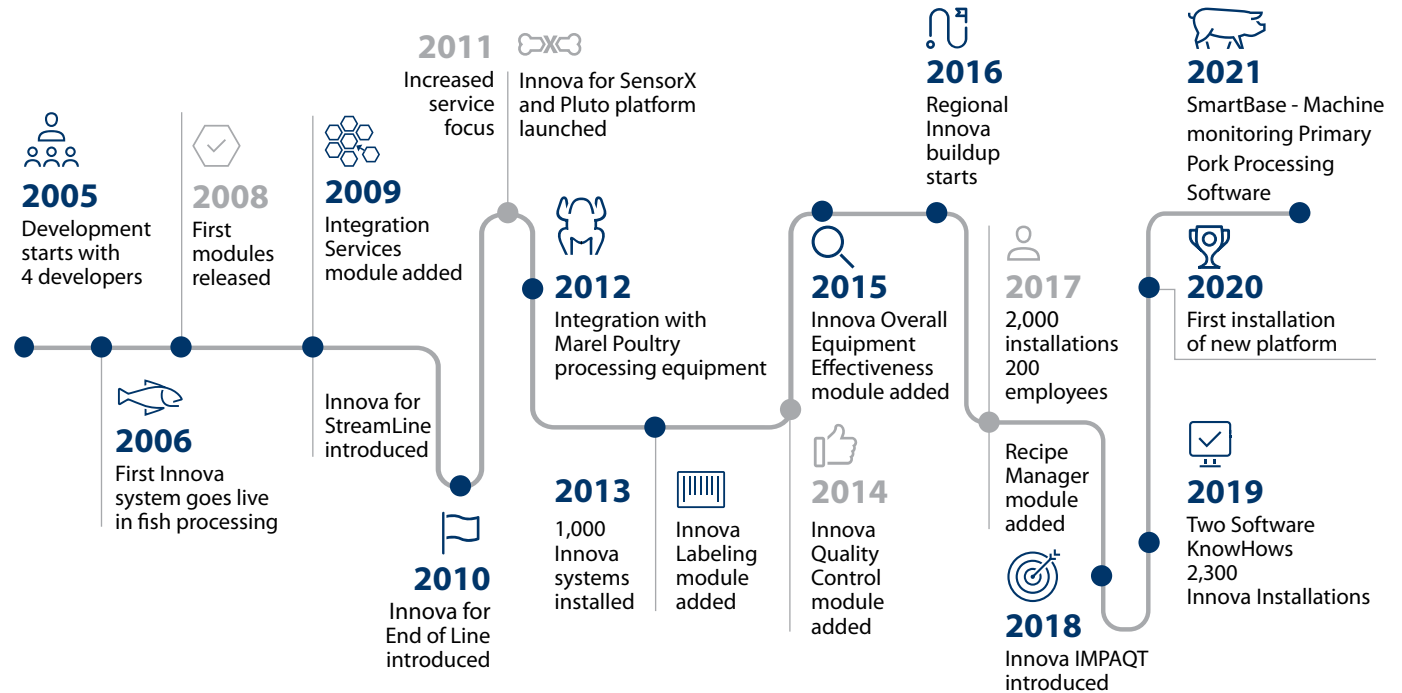 2005
Development
starts with
4 developers
2006
First Innova
system goes live
in fish processing
2008
First
modules
released
2009
Integration
Services
module added
Innova for
StreamLine
introduced
2010
Innova for
End of Line
introduced
2011
Increased
service
focus
Innova for SensorX
and Pluto platform
launched
2012
Integration with
Marel Poultry
processing equipment
2013
1,000
Innova
systems
installed
Innova
Labeling
module
added
2014
Innova
Quality
Control
module
added
2015
Innova Overall
Equipment
Effectiveness
module added
2016
Regional
Innova
buildup
starts
2017
2,000
installations
200
employees
Recipe
Manager
module
added
2018
Innova IMPAQT
introduced
2019
Two Software
KnowHows
2,300
Innova Installations
2020
First installation
of new platform
2021
SmartBase - Machine
monitoring Primary
Pork Processing
Software